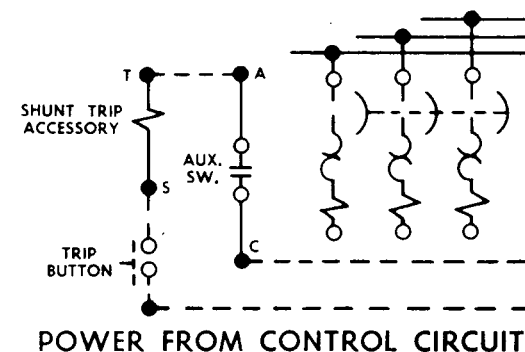 T
A
SHUNT TRIP
ACCESSORY
AUX.
SW.
S
TRIP
BUTTON
C
POWER FROM CONTROL CIRCUIT